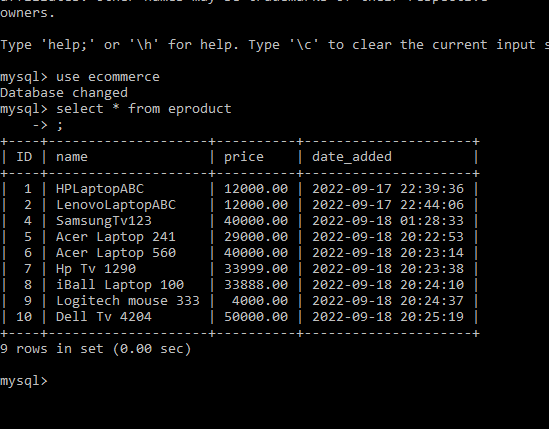 affiliates. Other names may be trademarks of their respective
owners.
Type 'help;' or '\h' for help. Type '\c' to clear the current input s
mysql> use ecommerce
Database changed
mysql> select * from eproduct
    -> ;
+----+--------------------+----------+---------------------+
| ID | name               | price    | date_added          |
+----+--------------------+----------+---------------------+
|  1 | HPLaptopABC        | 12000.00 | 2022-09-17 22:39:36 |
|  2 | LenovoLaptopABC    | 12000.00 | 2022-09-17 22:44:06 |
|  4 | SamsungTv123       | 40000.00 | 2022-09-18 01:28:33 |
|  5 | Acer Laptop 241    | 29000.00 | 2022-09-18 20:22:53 |
|  6 | Acer Laptop 560    | 40000.00 | 2022-09-18 20:23:14 |
|  7 | Hp Tv 1290         | 33999.00 | 2022-09-18 20:23:38 |
|  8 | iBall Laptop 100   | 33888.00 | 2022-09-18 20:24:10 |
|  9 | Logitech mouse 333 |  4000.00 | 2022-09-18 20:24:37 |
| 10 | Dell Tv 4204       | 50000.00 | 2022-09-18 20:25:19 |
+----+--------------------+----------+---------------------+
9 rows in set (0.00 sec)
mysql>